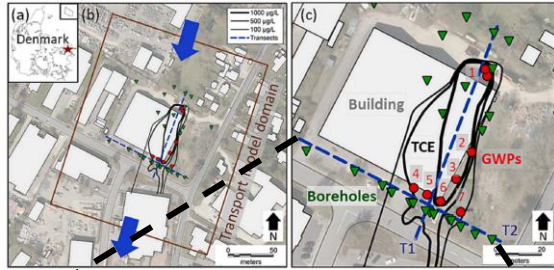 (a)
Denmark
(b)
1000 µg/L
500 µg/L
100 µg/L
Transects
Transport model domain
N
0 50
meters
(c)
1
Building
TCE
2
GWPs
3
4
5
6
7
Boreholes
T1
T2
N
20
meters